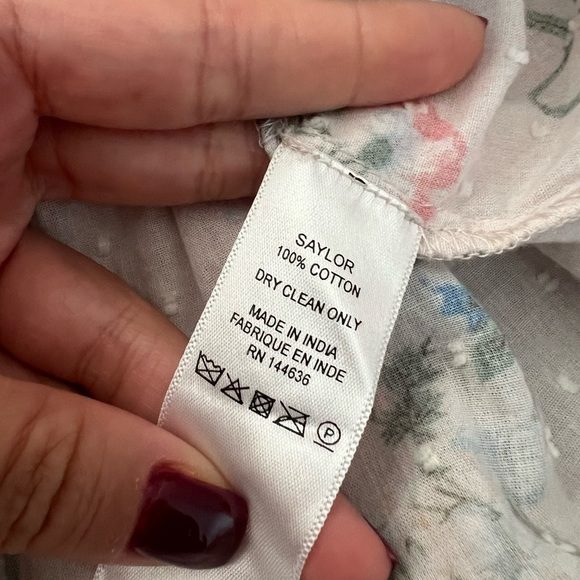 SAYLOR
100% COTTON
DRY CLEAN ONLY
MADE IN INDIA
FABRIQUE EN INDE
RN 144636
P